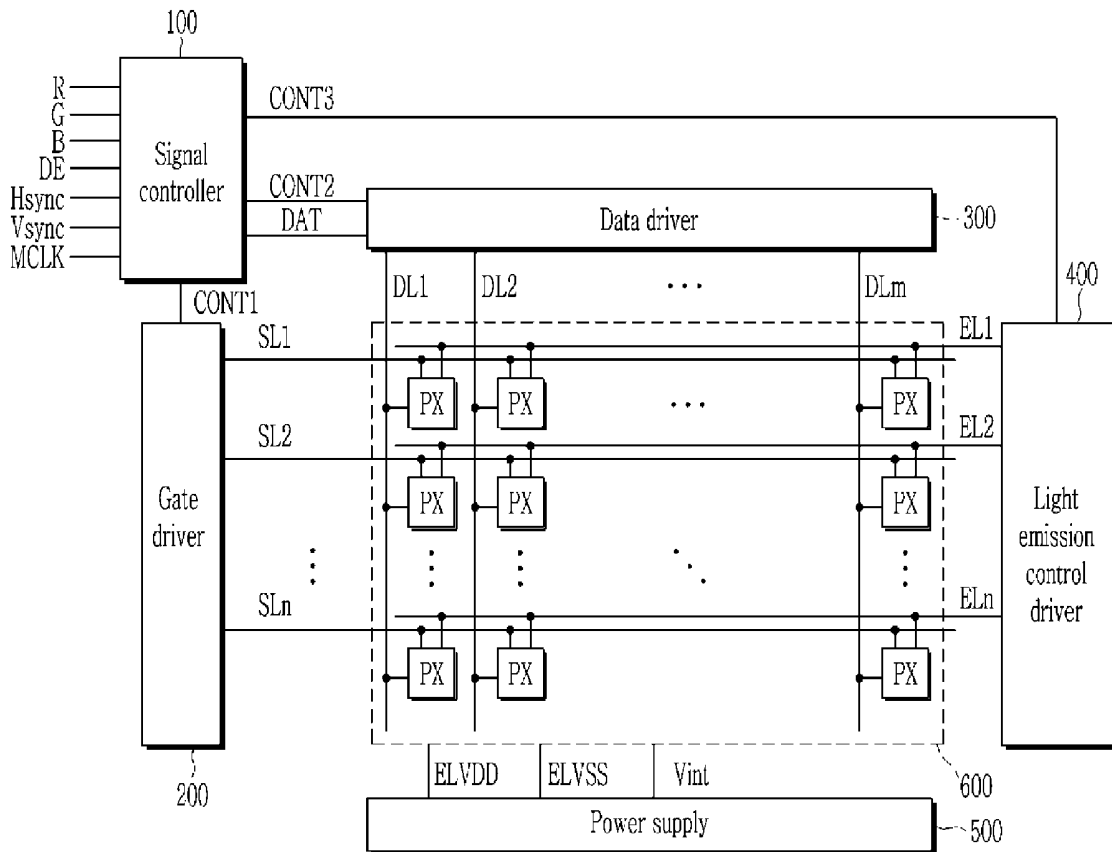 100
R
G
B
DE
Hsync
Vsync
MCLK
Signal
controller
CONT3
CONT2
DAT
Data driver
300
CONT1
DL1
DL2
DLm
400
SL1
EL1
PX PX PX
SL2
EL2
PX PX PX
Gate
driver
Light
emission
control
driver
SLn
ELn
PX PX PX
200
ELVDD
ELVSS
Vint
600
Power supply
500